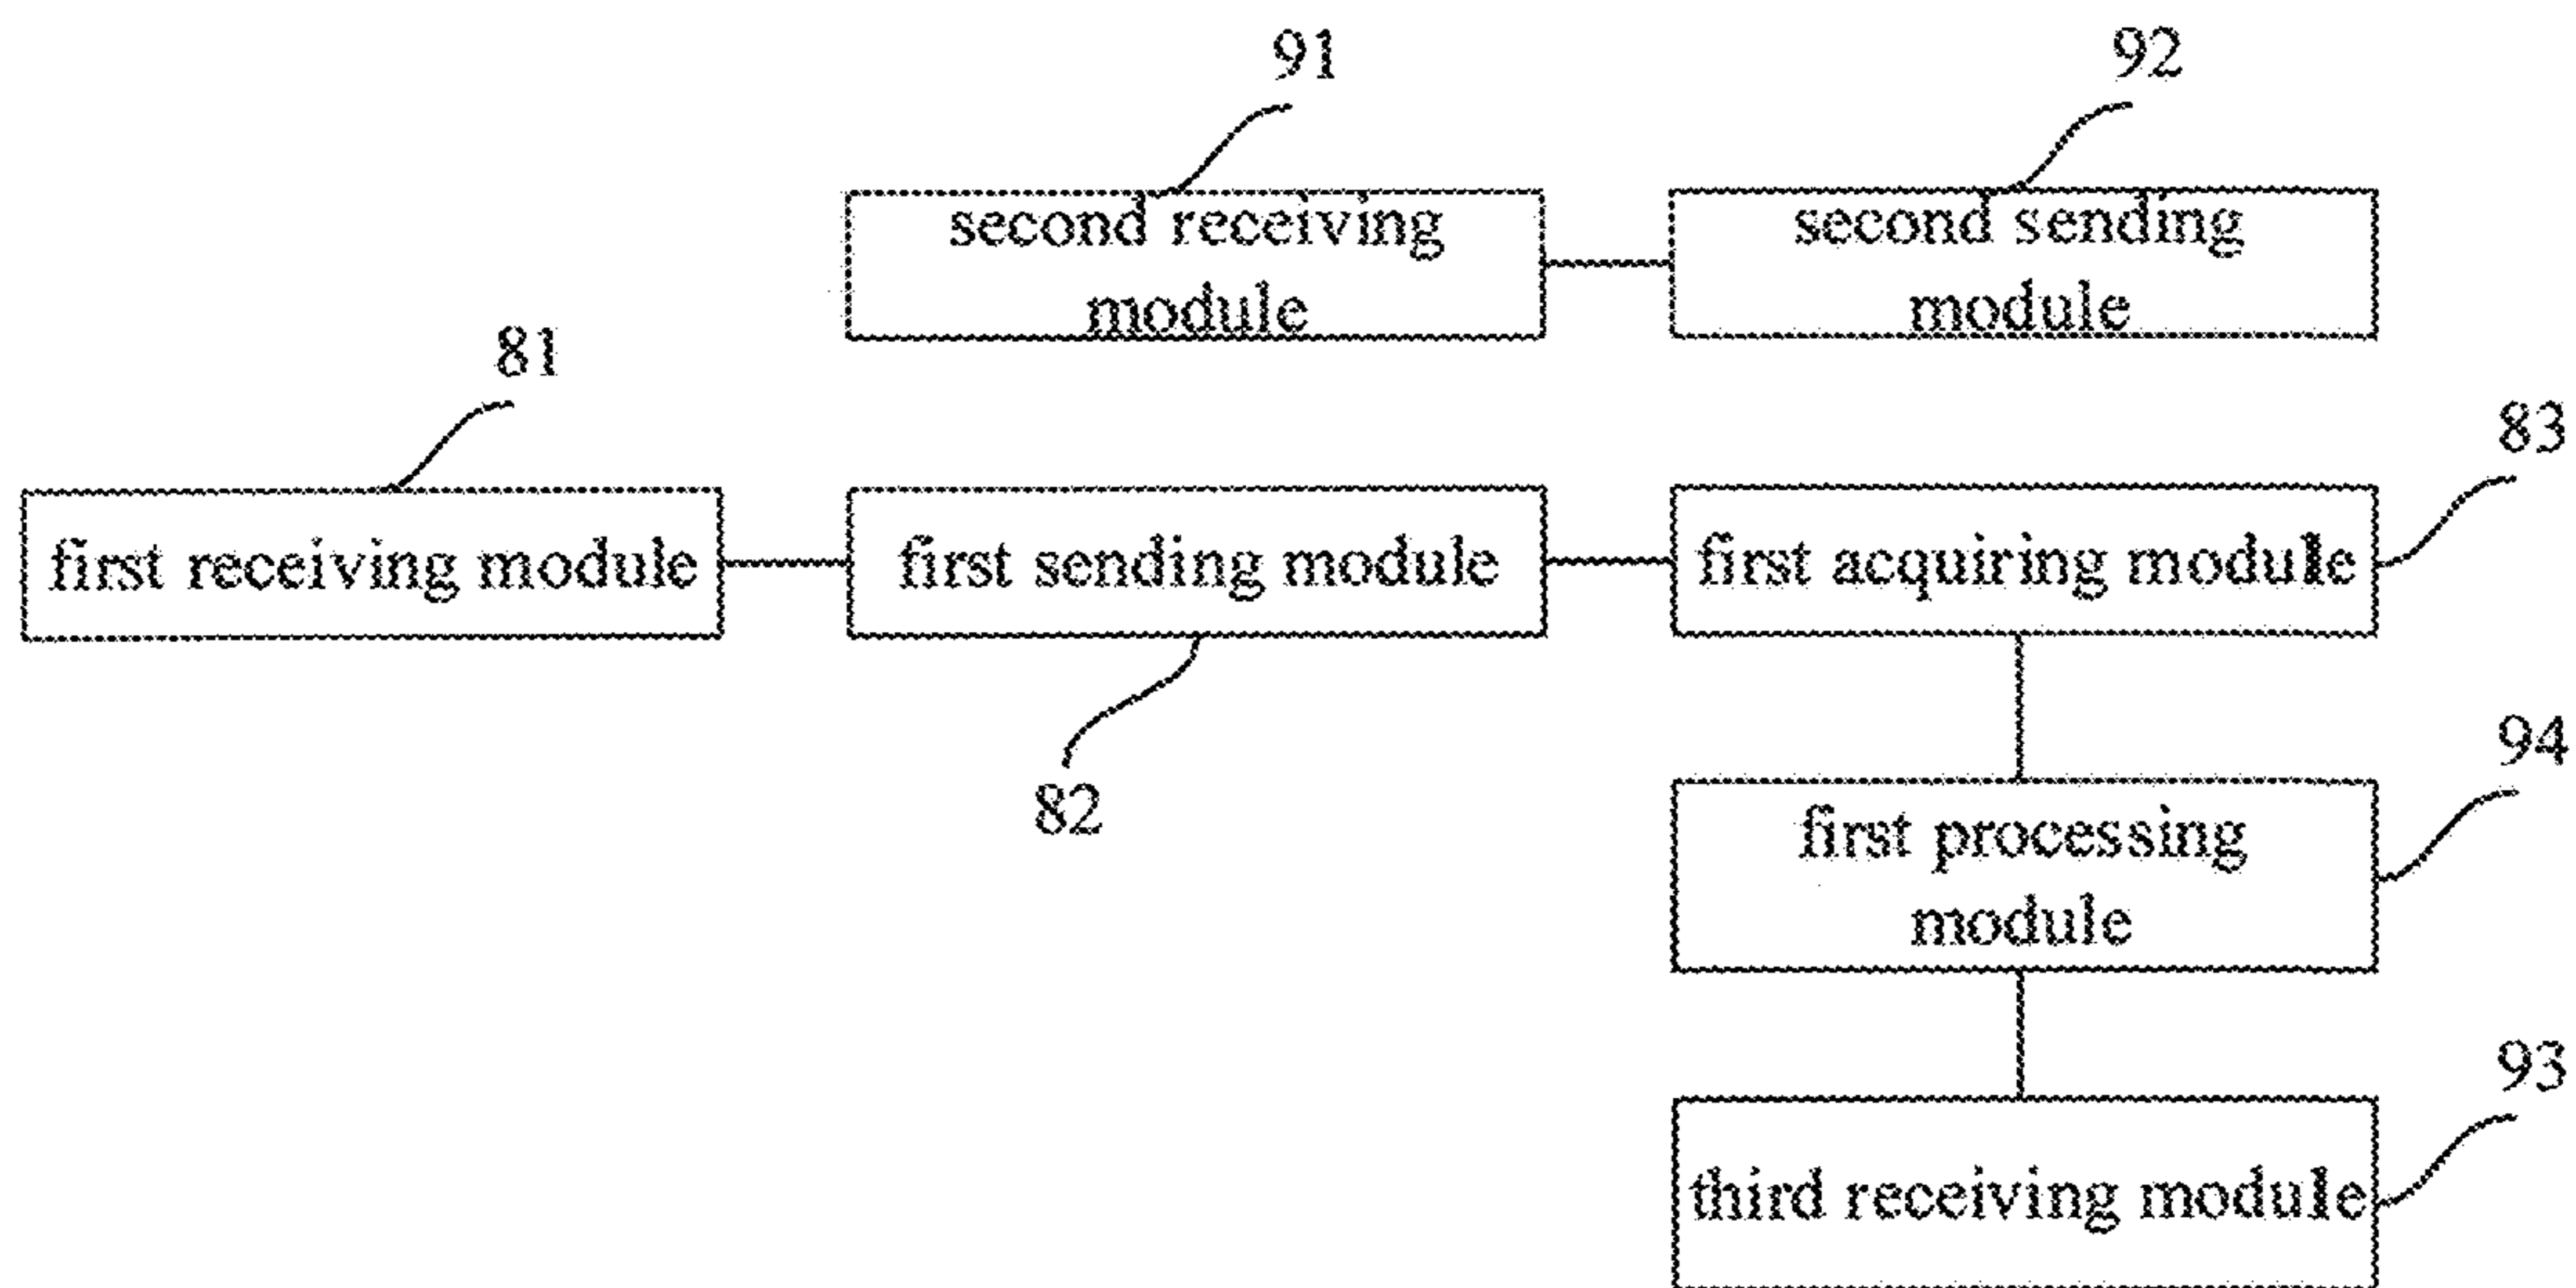 91
92
second receiving
module
second sending
module
81
83
first receiving module
first sending module
first acquiring module
82
94
first processing
module
93
third receiving module